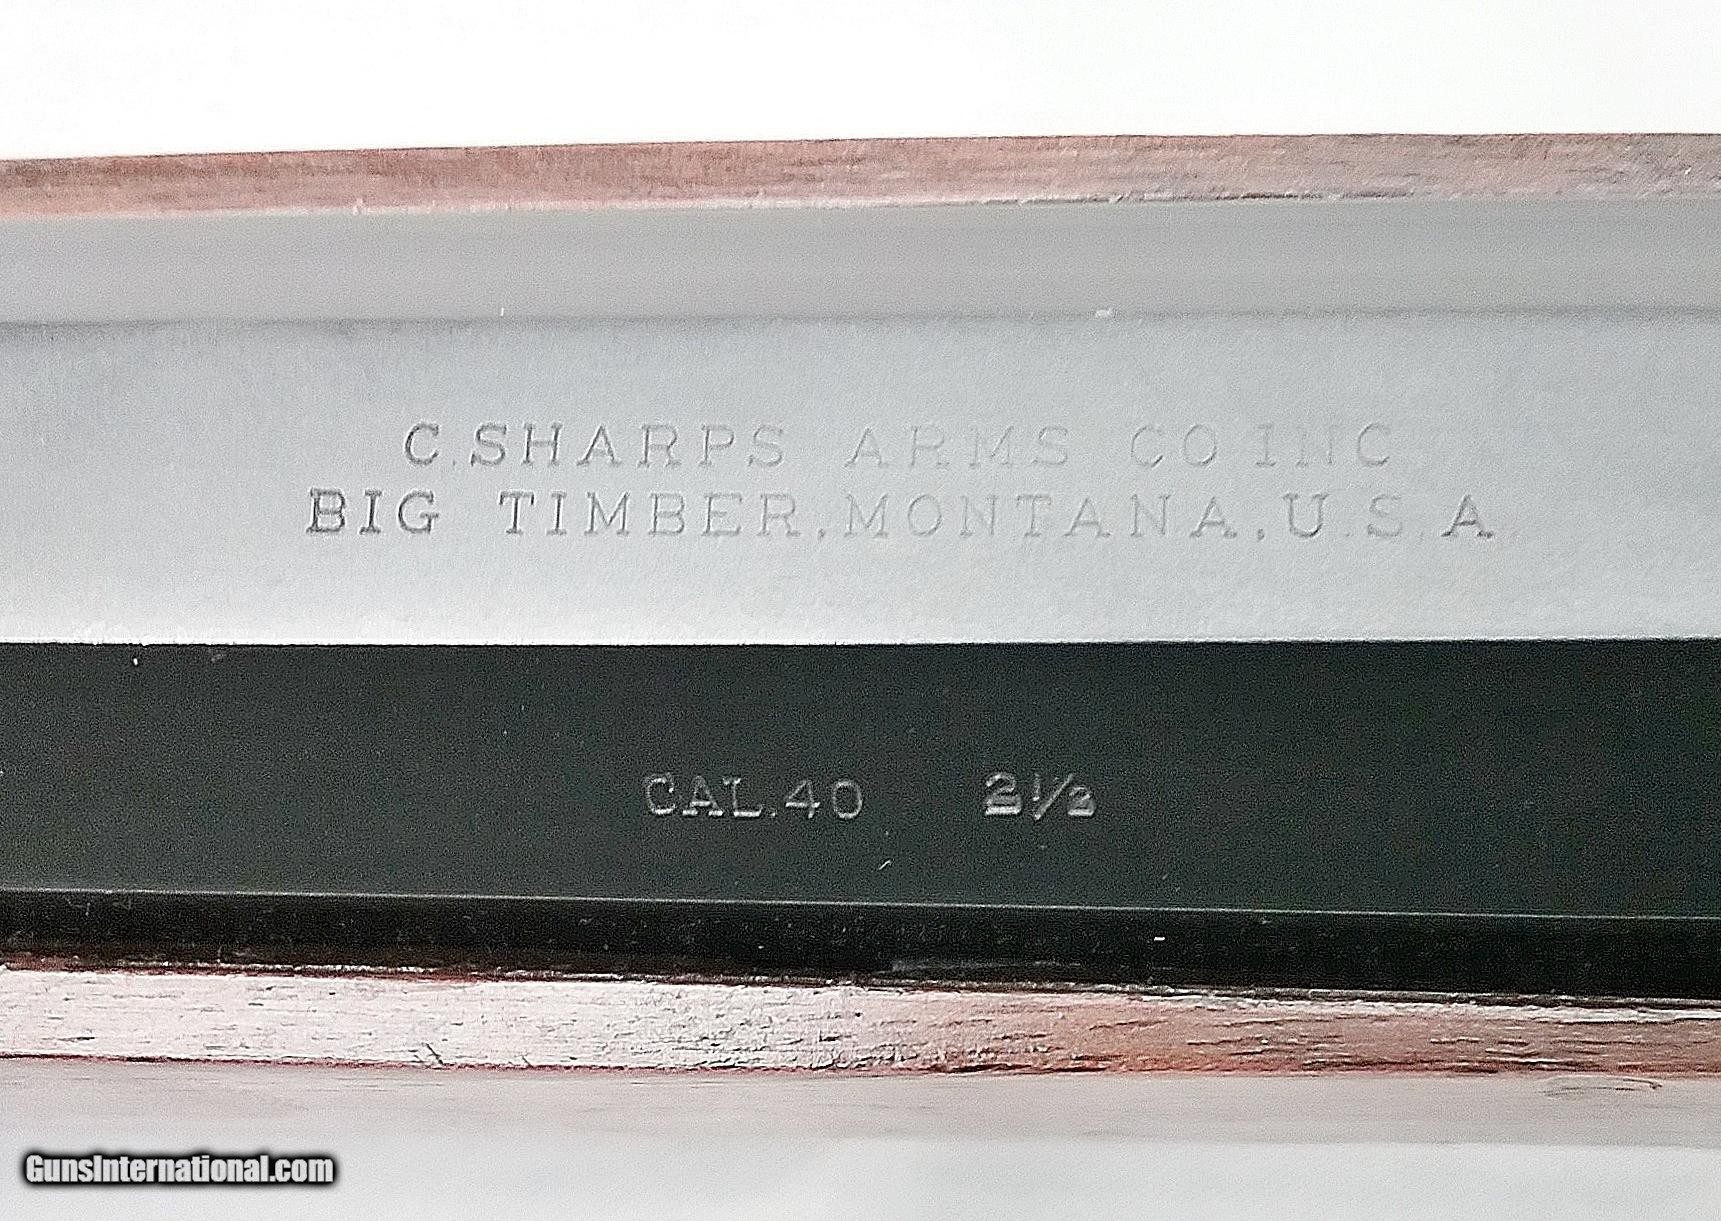 C.SHARPS ARMS CO INC
BIG TIMBER, MONTANA, U.S.A.
CAL.40 2½
GunsInternational.com